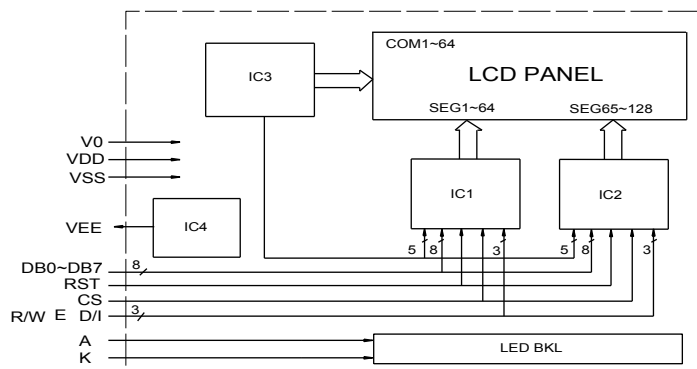 COM1~64
LCD PANEL
IC3
SEG1~64 SEG65~128
V0
VDD
VSS
IC1 IC2
VEE IC4
5 8 3 5 8 3
DB0~DB7 8
RST
CS
R/W E D/I 3
A
LED BKL
K